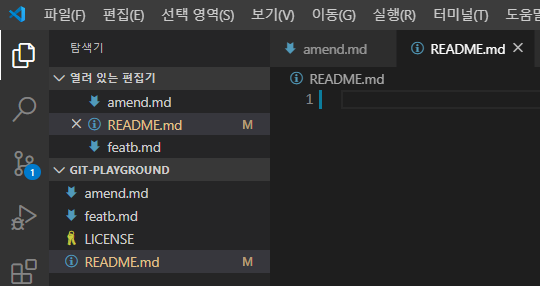 파일(F) 편집(E) 선택 영역(S) 보기(V) 이동(G) 실행(R) 터미널(T) 도움말
탐색기
열려 있는 편집기
amend.md
README.md M
featb.md
GIT-PLAYGROUND
amend.md
featb.md
LICENSE
README.md M
1
amend.md README.md
README.md
1